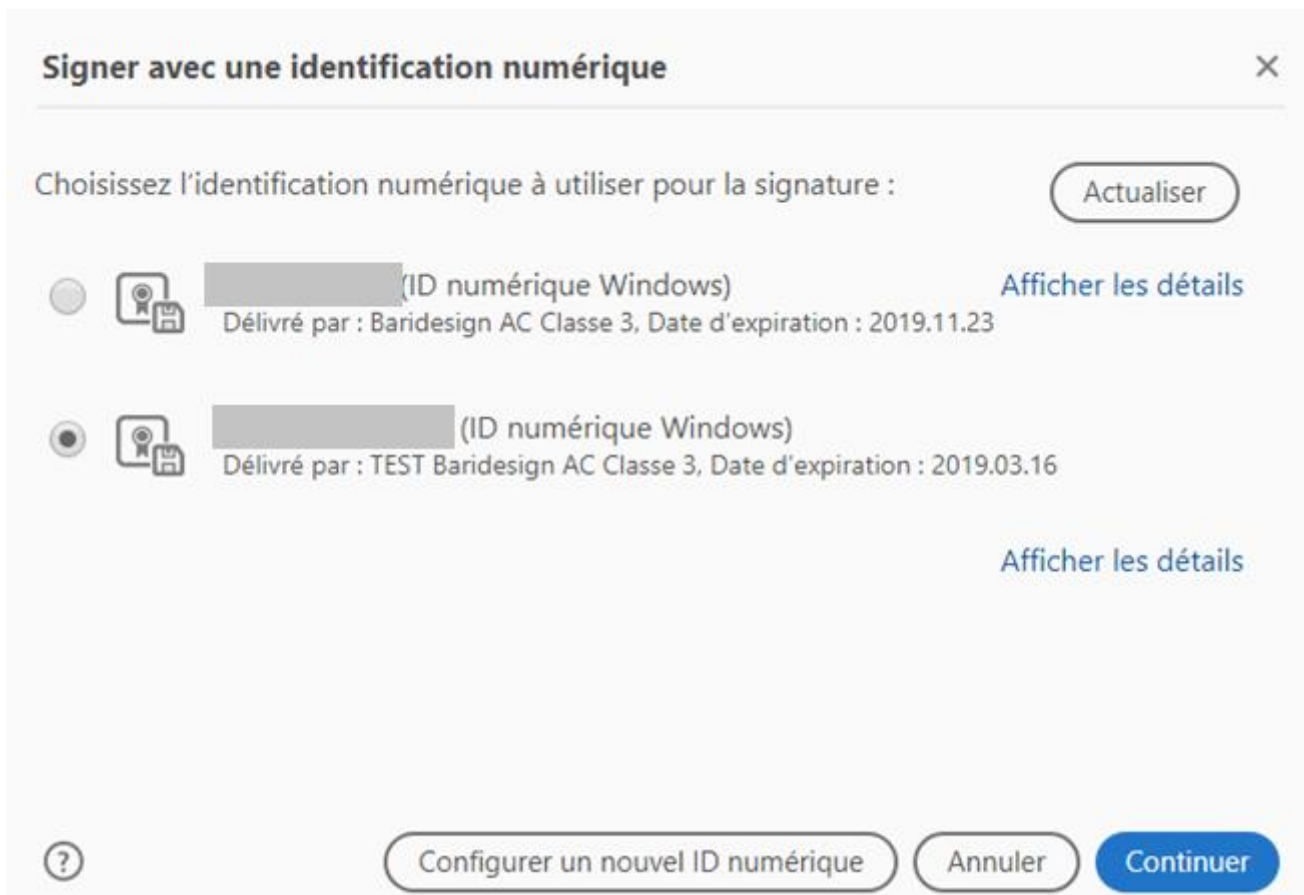 Signer avec une identification numérique
Choisissez l'identification numérique à utiliser pour la signature :
Actualiser
(ID numérique Windows)
Afficher les détails
Délivré par : Baridesign AC Classe 3, Date d'expiration : 2019.11.23
(ID numérique Windows)
Délivré par : TEST Baridesign AC Classe 3, Date d'expiration : 2019.03.16
Afficher les détails
?
Configurer un nouvel ID numérique
Annuler
Continuer